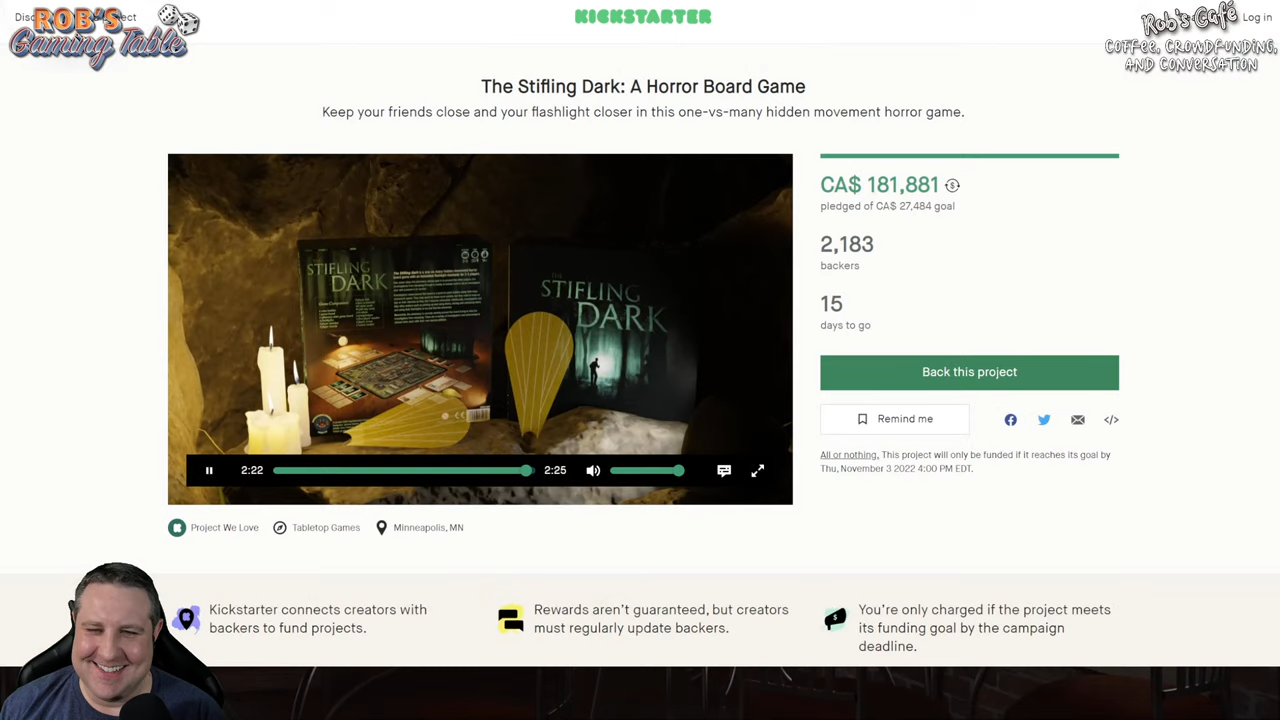 Disc
ect
ROB'S
Gaming Table
KICKSTARTER
Rob's Café
Coffee, Crowdfunding,
and Conversation
Log in
The Stifling Dark: A Horror Board Game
Keep your friends close and your flashlight closer in this one-vs-many hidden movement horror game.
THE
STIFLING
DARK
THE
STIFLING
DARK
CA$ 181,881
pledged of CA$ 27,484 goal
2,183
backers
15
days to go
Back this project
Remind me
All or nothing. This project will only be funded if it reaches its goal by
Thu, November 3 2022 4:00 PM EDT.
2:22
2:25
Project We Love
Tabletop Games
Minneapolis, MN
Kickstarter connects creators with
backers to fund projects.
Rewards aren't guaranteed, but creators
must regularly update backers.
You're only charged if the project meets
its funding goal by the campaign
deadline.